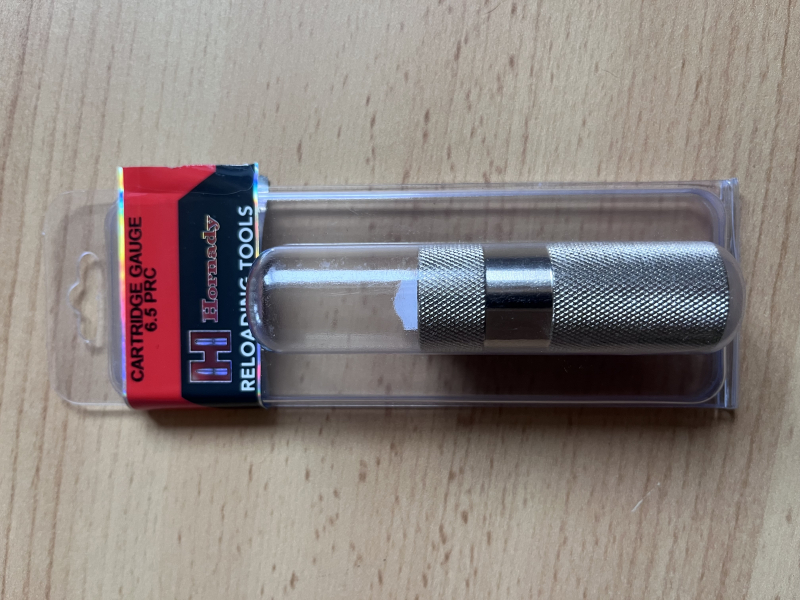 CARTRIDGE GAUGE
6.5 PRC
Hornady
RELOADING TOOLS